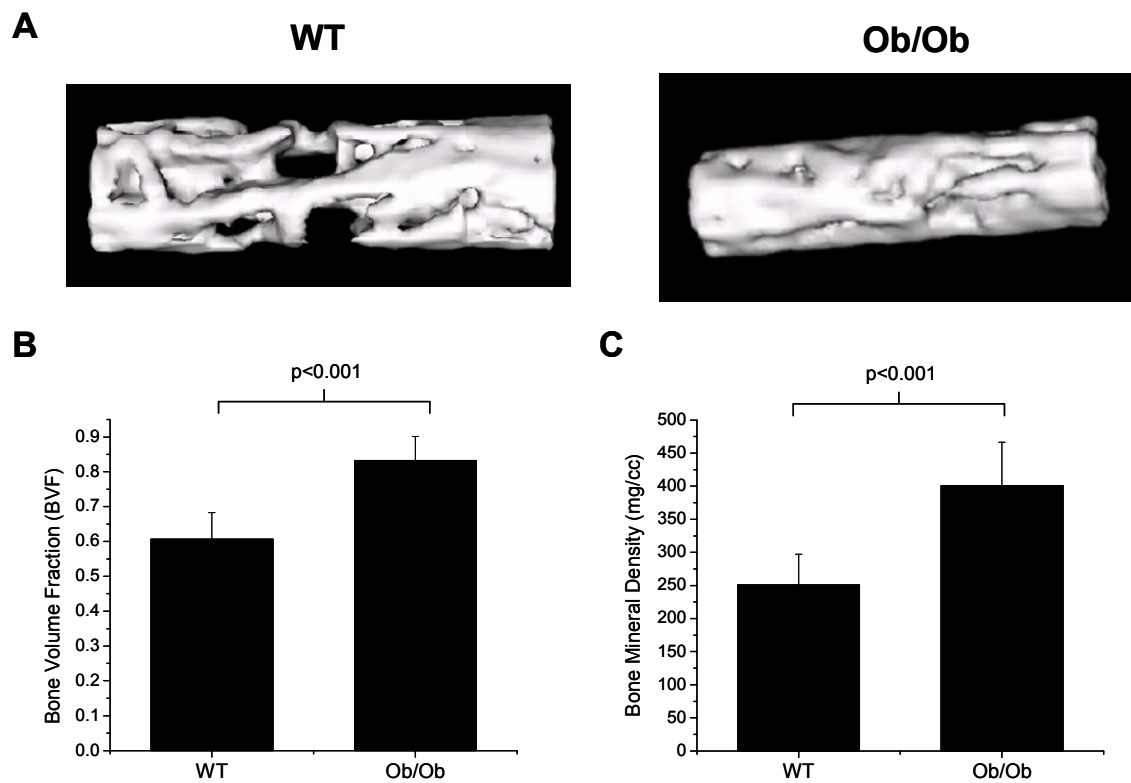 A
WT
Ob/Ob
B
p<0.001
Bone Volume Fraction (BVF)
0.9
0.8
0.7
0.6
0.5
0.4
0.3
0.2
0.1
0.0
WT
Ob/Ob
C
p<0.001
Bone Mineral Density (mg/cc)
500
450
400
350
300
250
200
150
100
50
0
WT
Ob/Ob